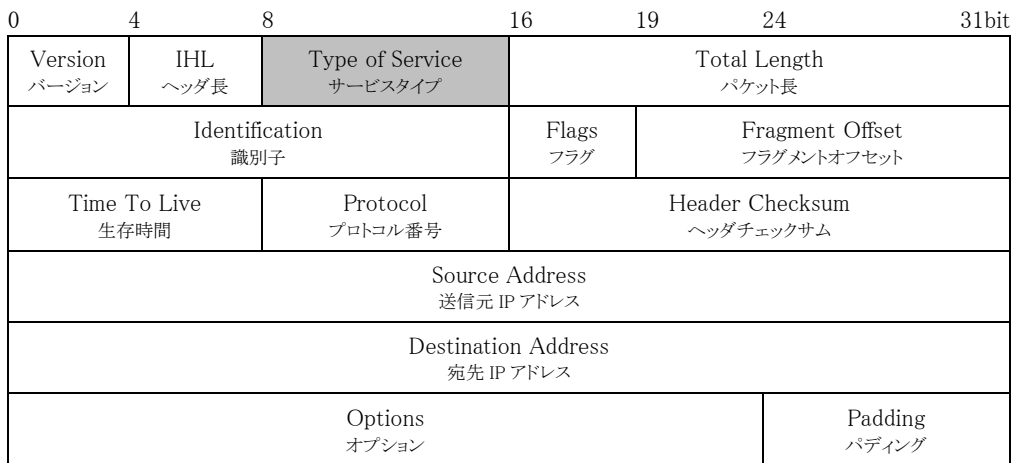 0 4 8 16 19 24 31bit
Version IHL Type of Service Total Length
バージョン ヘッダ長 サービスタイプ パケット長
Identification Flags Fragment Offset
識別子 フラグ フラグメントオフセット
Time To Live Protocol Header Checksum
生存時間 プロトコル番号 ヘッダチェックサム
Source Address
送信元 IP アドレス
Destination Address
宛先 IP アドレス
Options Padding
オプション パディング